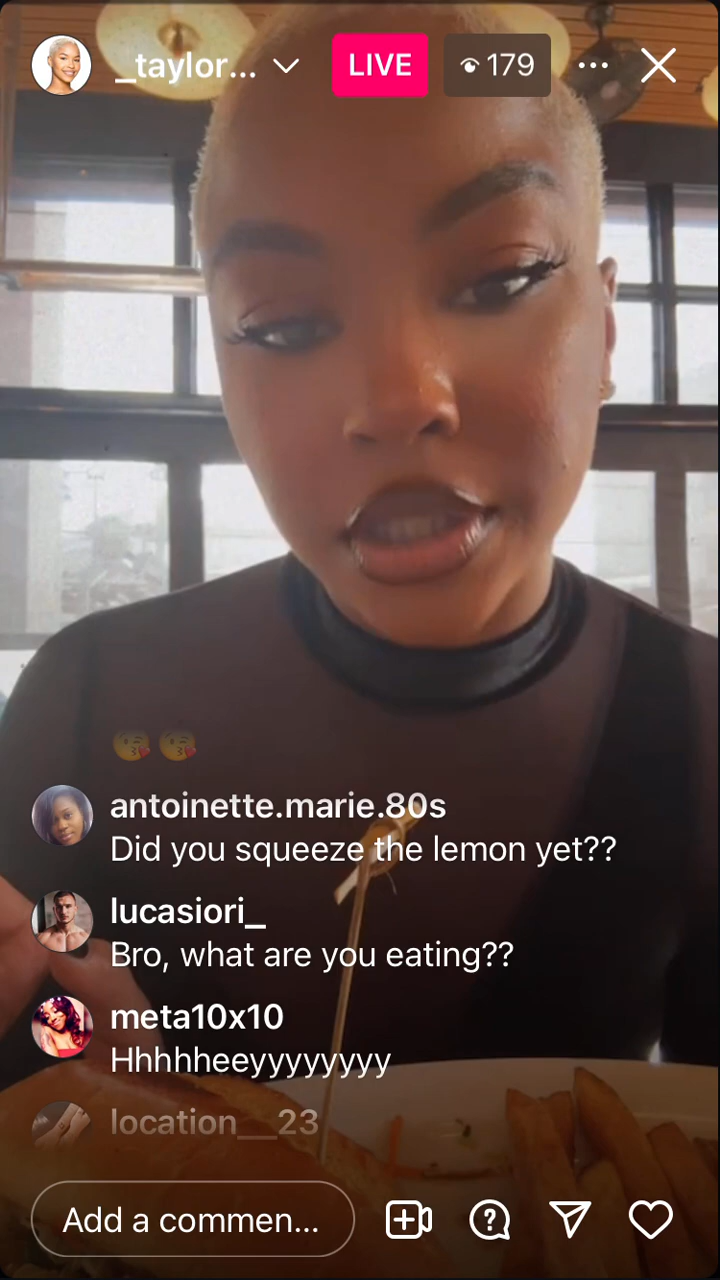 _taylor...
LIVE
179
antoinette.marie.80s
Did you squeeze the lemon yet??
lucasiori_
Bro, what are you eating??
meta10x10
Hhhhheeyyyyyyyy
location__23
Add a commen...